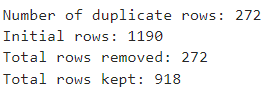 Number of duplicate rows: 272
Initial rows: 1190
Total rows removed: 272
Total rows kept: 918